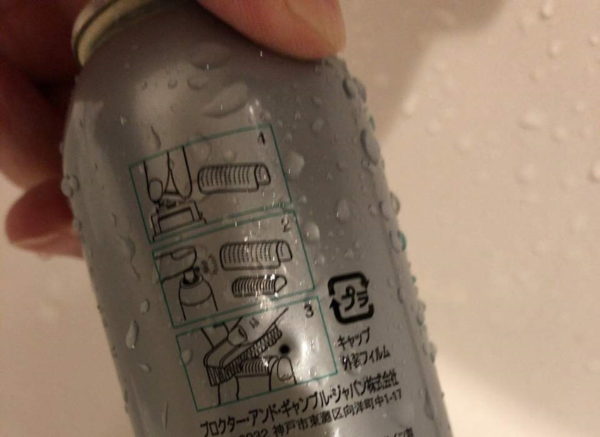 1
2
3
プラ
キャップ
外装フィルム
プロクター・アンド・ギャンブル・ジャパン株式会社
神戸市東灘区向洋町中1-17